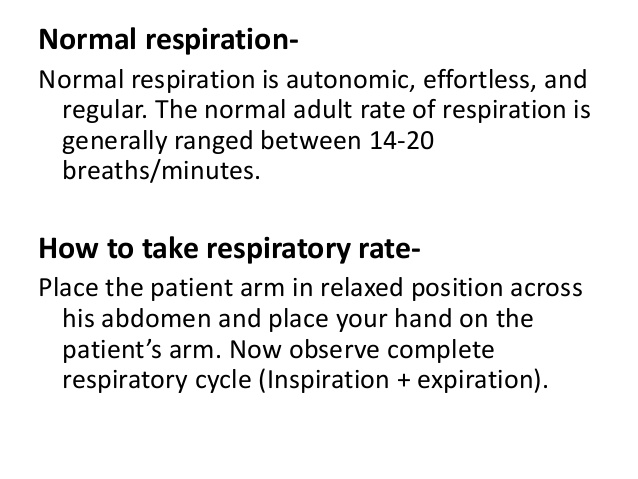 Normal respiration-
Normal respiration is autonomic, effortless, and
regular. The normal adult rate of respiration is
generally ranged between 14-20
breaths/minutes.
How to take respiratory rate-
Place the patient arm in relaxed position across
his abdomen and place your hand on the
patient’s arm. Now observe complete
respiratory cycle (Inspiration + expiration).